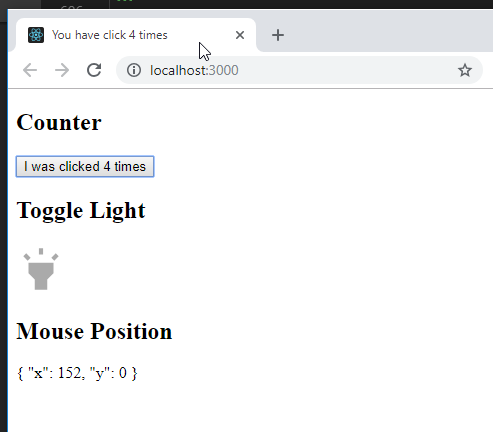 You have click 4 times
localhost:3000
Counter
I was clicked 4 times
Toggle Light
Mouse Position
{ "x": 152, "y": 0 }